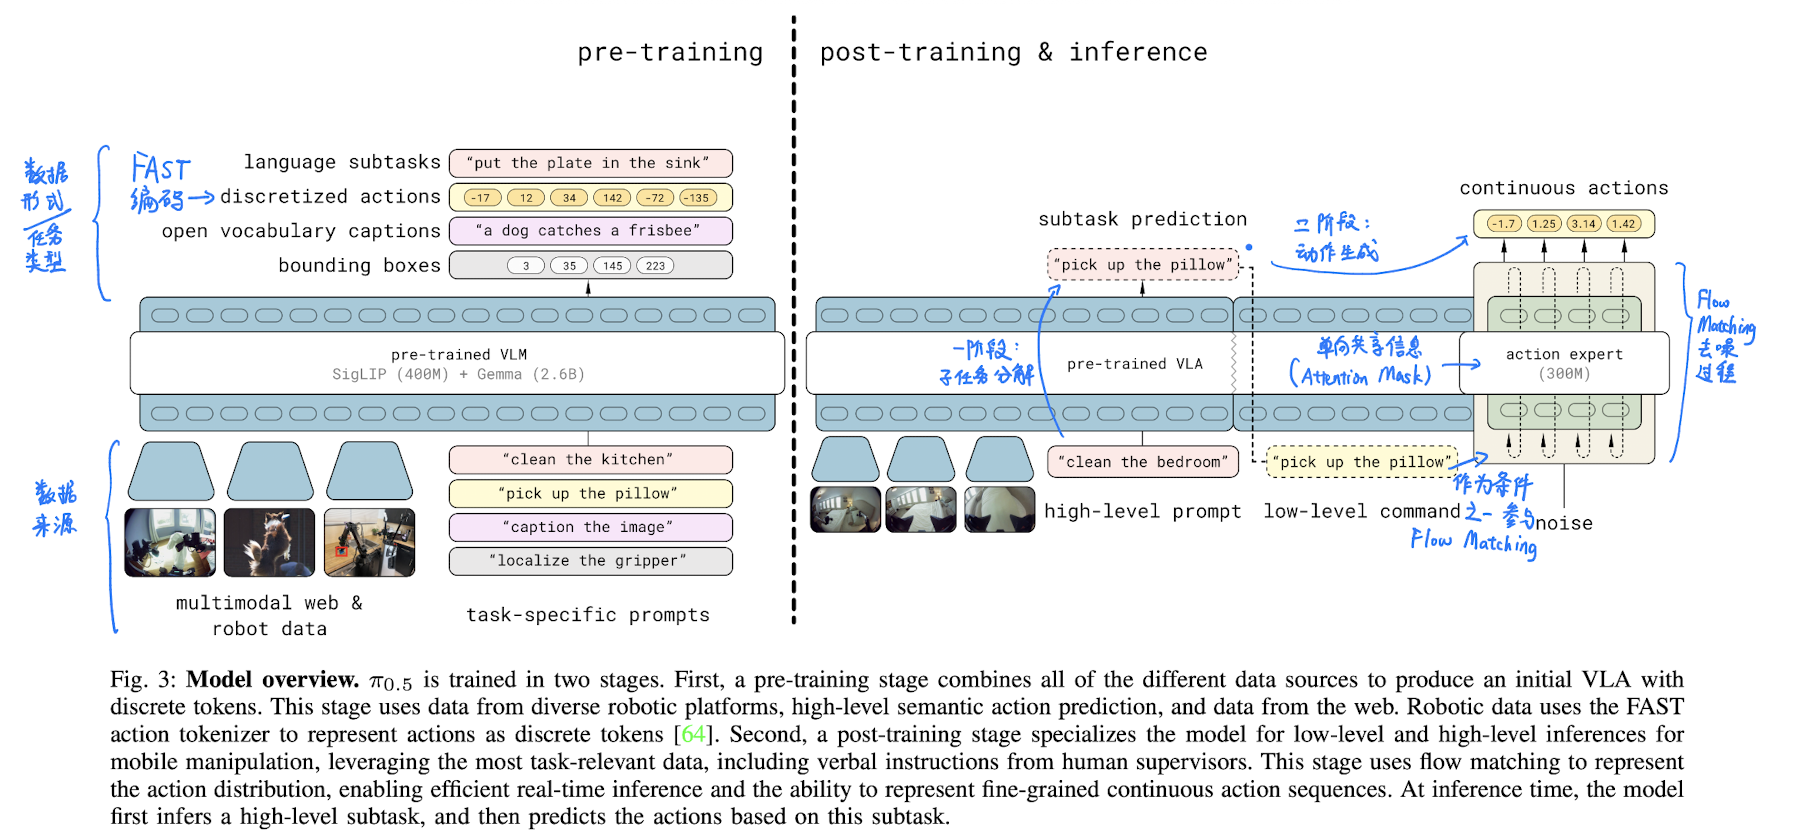 pre-training
post-training & inference
数据
形式
任务
类型
FAST
编码
language subtasks
"put the plate in the sink"
discretized actions
-17 12 34 142 -72 -135
open vocabulary captions
"a dog catches a frisbee"
bounding boxes
3 35 145 223
pre-trained VLM
SigLIP (400M) + Gemma (2.6B)
数据
来源
"clean the kitchen"
"pick up the pillow"
"caption the image"
"localize the gripper"
multimodal web &
robot data
task-specific prompts
subtask prediction
"pick up the pillow"
二阶段：
动作生成
continuous actions
-1.7 1.25 3.14 1.42
一阶段：
子任务分解
pre-trained VLA
单向共享信息
(Attention Mask)
action expert
(300M)
Flow
Matching
去噪
过程
"clean the bedroom"
"pick up the pillow"
high-level prompt
low-level command
作为条件
之一参与
Flow Matching
noise
Fig. 3: Model overview. π0.5 is trained in two stages. First, a pre-training stage combines all of the different data sources to produce an initial VLA with
discrete tokens. This stage uses data from diverse robotic platforms, high-level semantic action prediction, and data from the web. Robotic data uses the FAST
action tokenizer to represent actions as discrete tokens [64]. Second, a post-training stage specializes the model for low-level and high-level inferences for
mobile manipulation, leveraging the most task-relevant data, including verbal instructions from human supervisors. This stage uses flow matching to represent
the action distribution, enabling efficient real-time inference and the ability to represent fine-grained continuous action sequences. At inference time, the model
first infers a high-level subtask, and then predicts the actions based on this subtask.